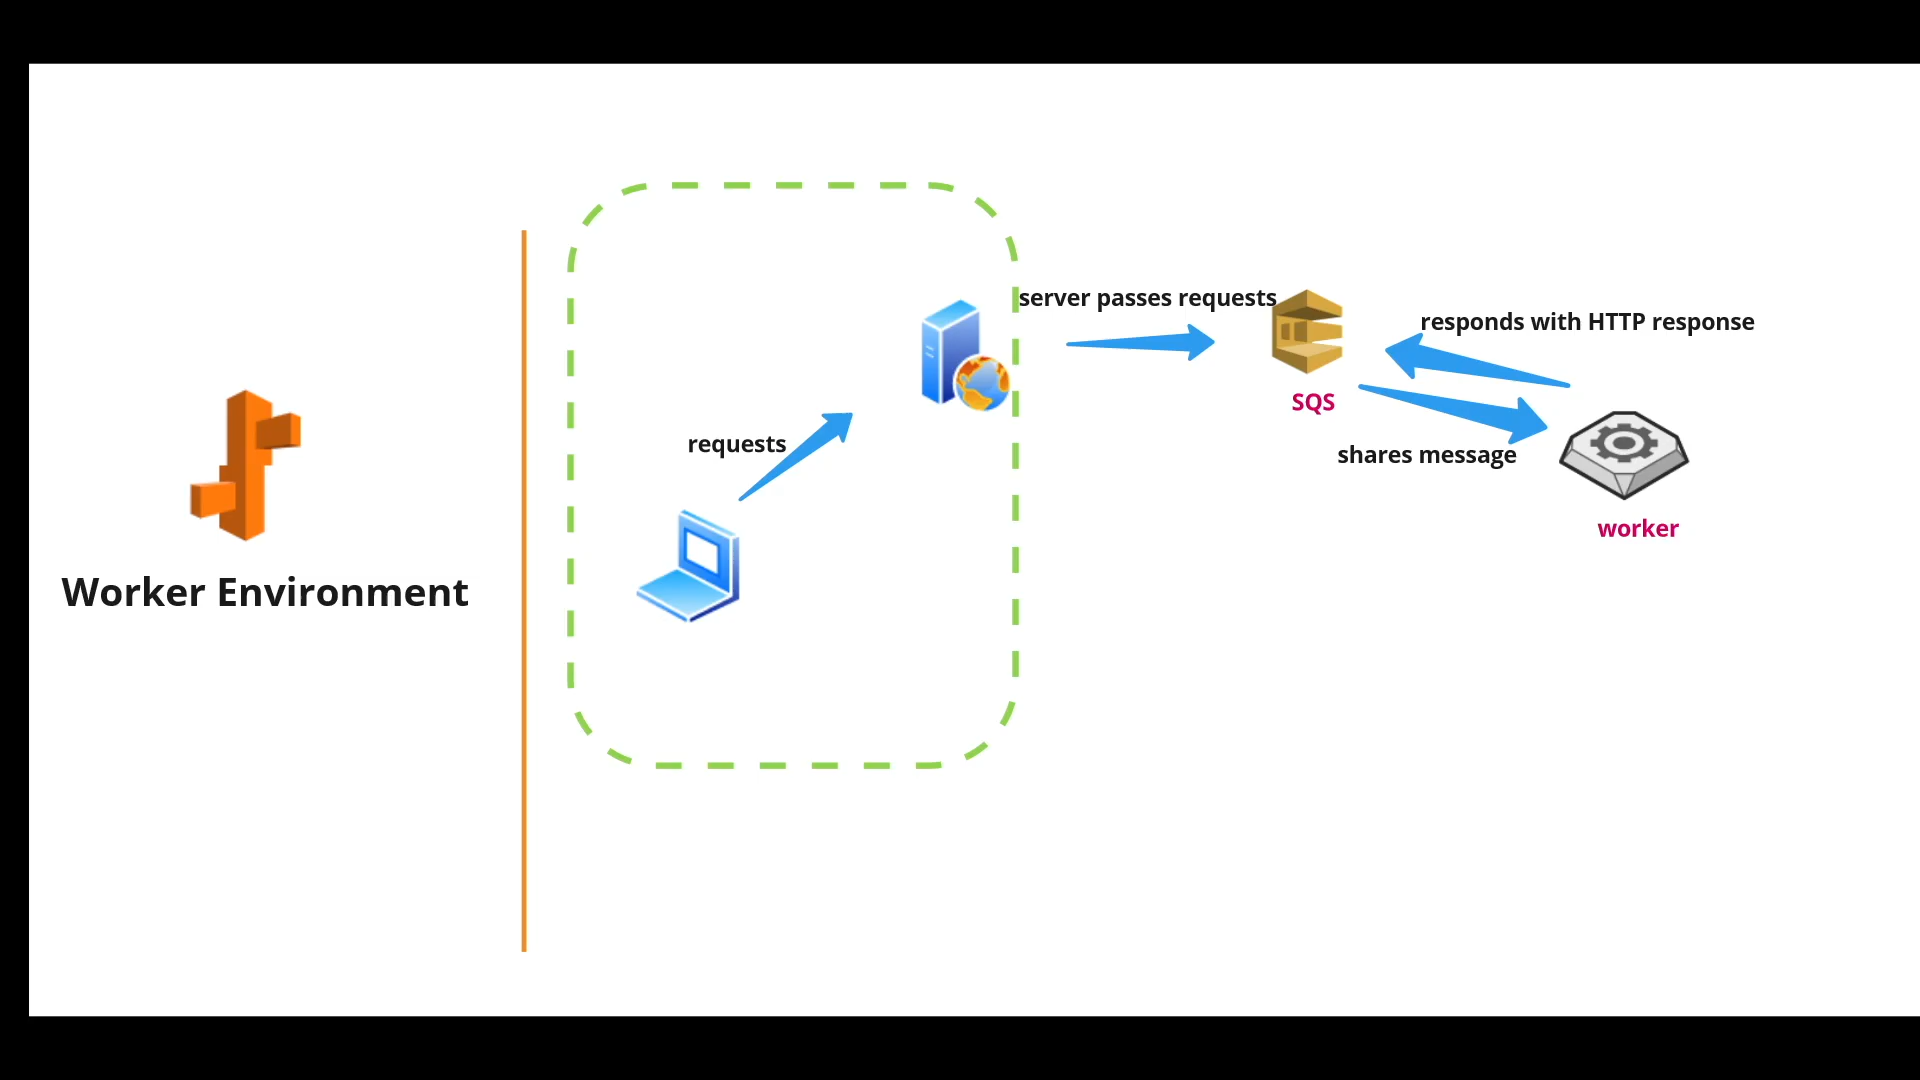 Worker Environment
requests
server passes requests
SQS
responds with HTTP response
shares message
worker